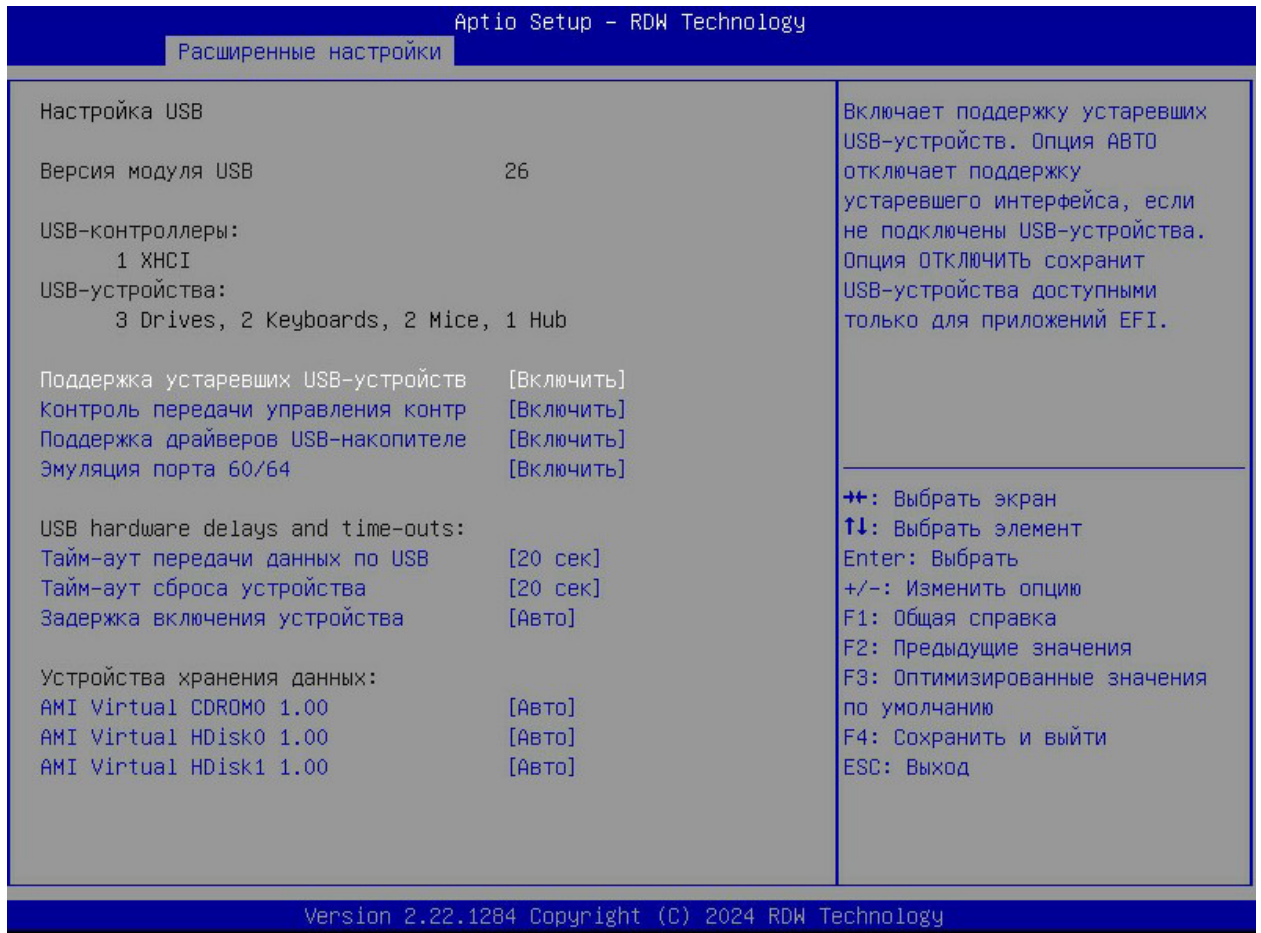 Aptio Setup – RDW Technology
Расширенные настройки
Настройка USB
Версия модуля USB 26
USB-контроллеры:
1 XHCI
USB-устройства:
3 Drives, 2 Keyboards, 2 Mice, 1 Hub
Поддержка устаревших USB-устройств [Включить]
Контроль передачи управления контр [Включить]
Поддержка драйверов USB-накопителе [Включить]
Эмуляция порта 60/64 [Включить]
USB hardware delays and time-outs:
Тайм-аут передачи данных по USB [20 сек]
Тайм-аут сброса устройства [20 сек]
Задержка включения устройства [Авто]
Устройства хранения данных:
AMI Virtual CDROM0 1.00 [Авто]
AMI Virtual HDisk0 1.00 [Авто]
AMI Virtual HDisk1 1.00 [Авто]
Включает поддержку устаревших
USB-устройств. Опция АВТО
отключает поддержку
устаревшего интерфейса, если
не подключены USB-устройства.
Опция ОТКЛЮЧИТЬ сохранит
USB-устройства доступными
только для приложений EFI.
→←: Выбрать экран
↑↓: Выбрать элемент
Enter: Выбрать
+/-: Изменить опцию
F1: Общая справка
F2: Предыдущие значения
F3: Оптимизированные значения
по умолчанию
F4: Сохранить и выйти
ESC: Выход
Version 2.22.1284 Copyright (C) 2024 RDW Technology